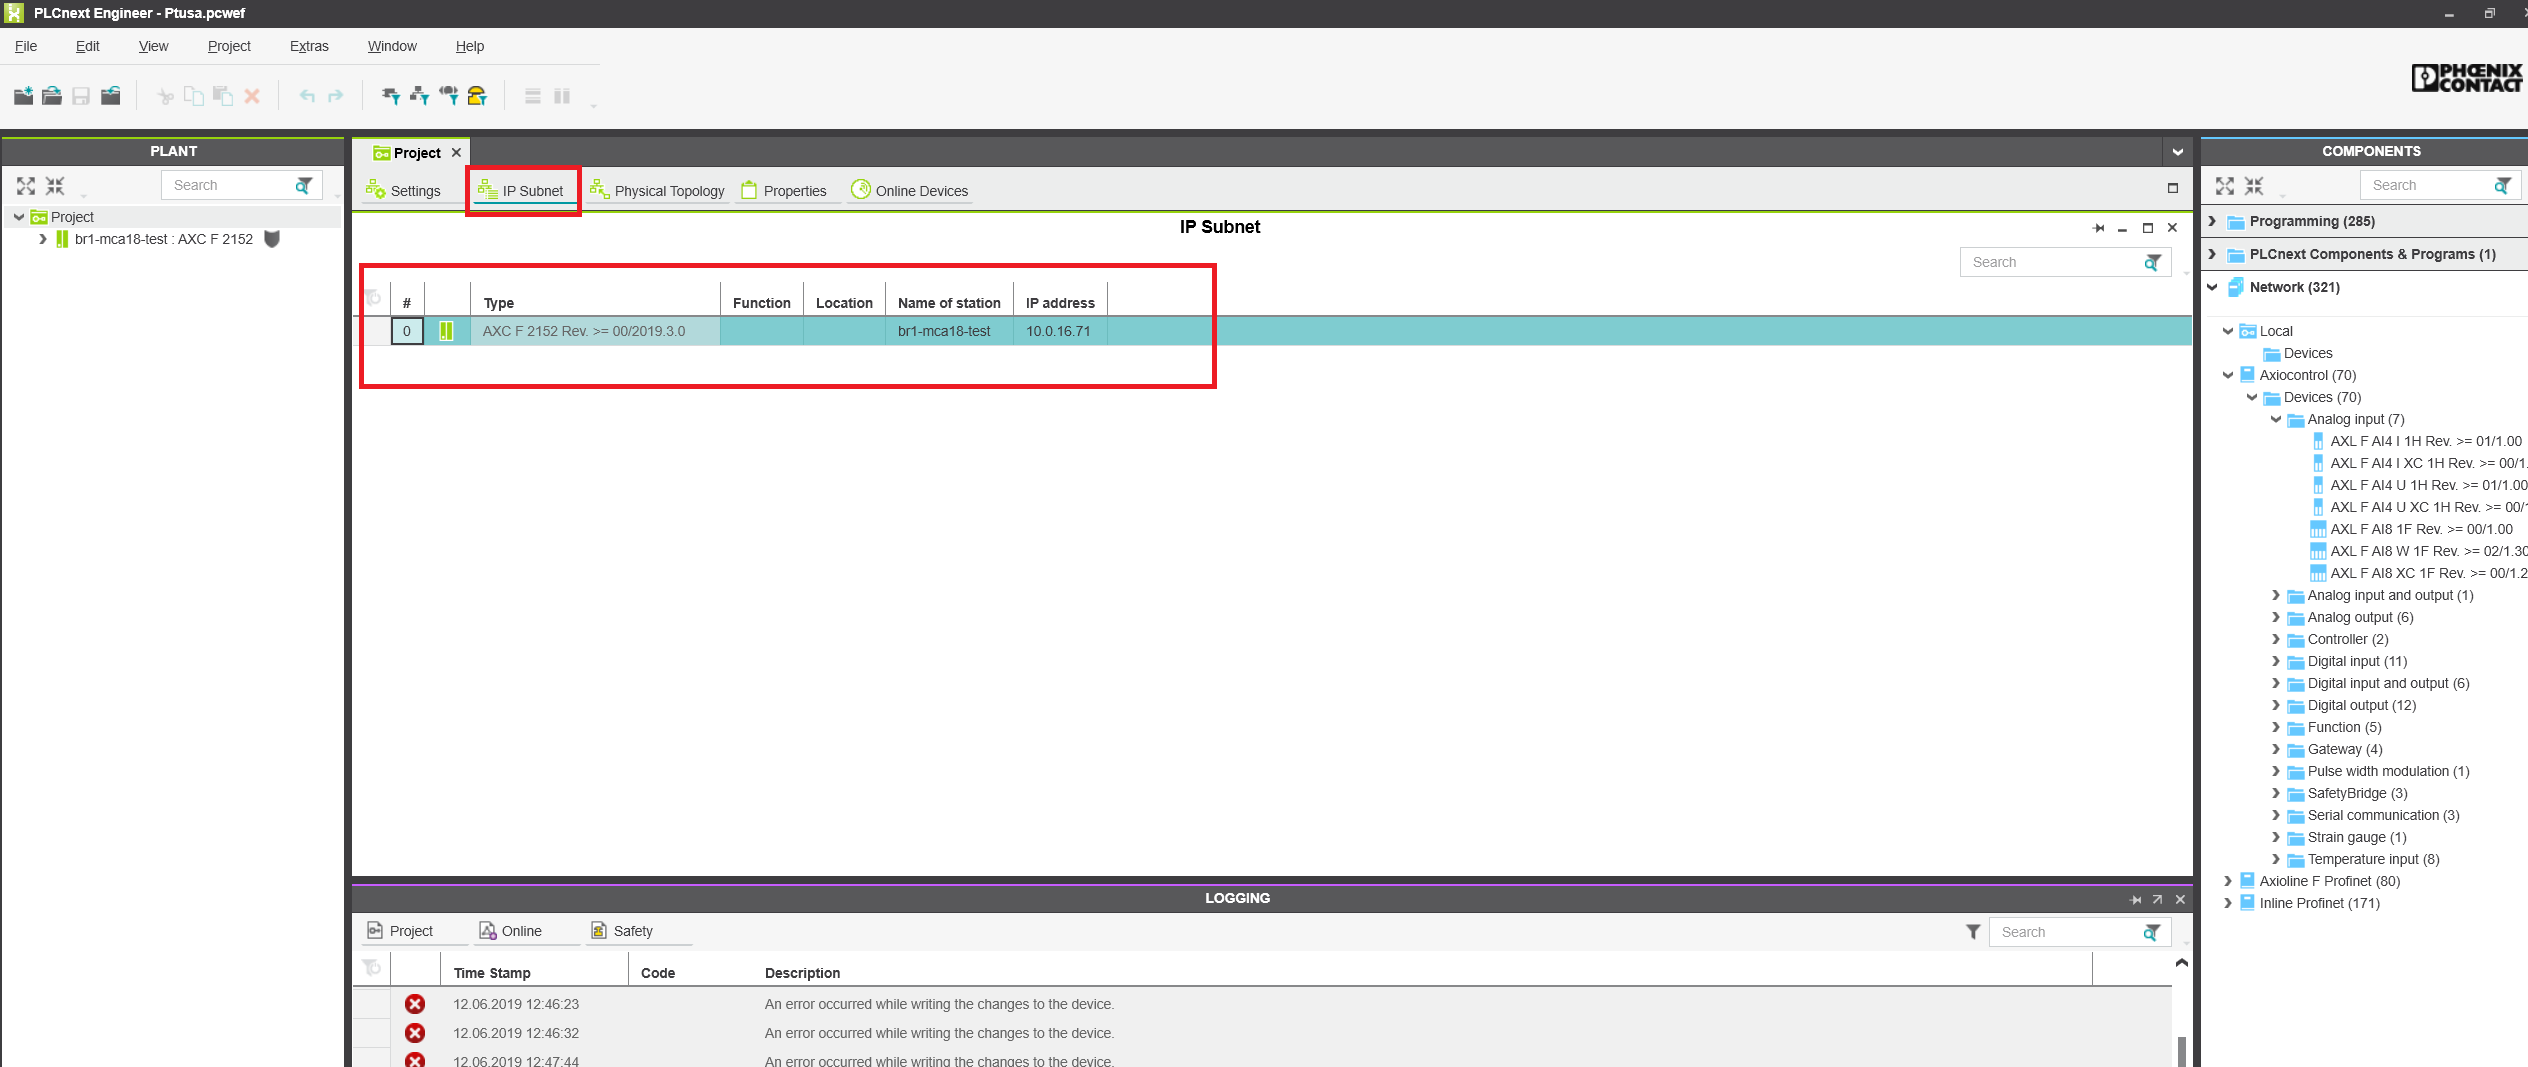 PLCnext Engineer - Ptusa.pcwef
File Edit View Project Extras Window Help
PHŒNIX
CONTACT
PLANT
Search
Project
br1-mca18-test : AXC F 2152
Project
Settings IP Subnet Physical Topology Properties Online Devices
IP Subnet
Search
# Type Function Location Name of station IP address
0 AXC F 2152 Rev. >= 00/2019.3.0 br1-mca18-test 10.0.16.71
LOGGING
Project Online Safety
Search
Time Stamp Code Description
12.06.2019 12:46:23 An error occurred while writing the changes to the device.
12.06.2019 12:46:32 An error occurred while writing the changes to the device.
12.06.2019 12:47:44 An error occurred while writing the changes to the device.
COMPONENTS
Search
Programming (285)
PLCnext Components & Programs (1)
Network (321)
Local
Devices
Axiocontrol (70)
Devices (70)
Analog input (7)
AXL F AI4 I 1H Rev. >= 01/1.00
AXL F AI4 I XC 1H Rev. >= 00/1.
AXL F AI4 U 1H Rev. >= 01/1.00
AXL F AI4 U XC 1H Rev. >= 00/1
AXL F AI8 1F Rev. >= 00/1.00
AXL F AI8 W 1F Rev. >= 02/1.30
AXL F AI8 XC 1F Rev. >= 00/1.2
Analog input and output (1)
Analog output (6)
Controller (2)
Digital input (11)
Digital input and output (6)
Digital output (12)
Function (5)
Gateway (4)
Pulse width modulation (1)
SafetyBridge (3)
Serial communication (3)
Strain gauge (1)
Temperature input (8)
Axioline F Profinet (80)
Inline Profinet (171)